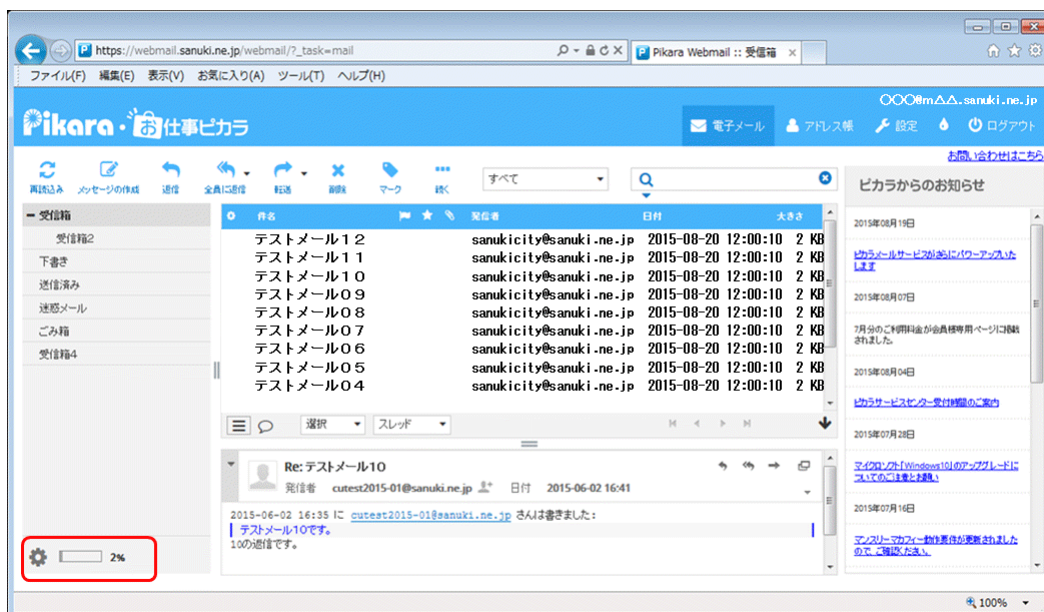 https://webmail.sanuki.ne.jp/webmail/?_task=mail
Pikara Webmail :: 受信箱
ファイル(F) 編集(E) 表示(V) お気に入り(A) ツール(T) ヘルプ(H)
○○○@m△△.sanuki.ne.jp
Pikara・お仕事ピカラ
電子メール アドレス帳 設定 ログアウト
お問い合わせはこちら
再読込み メッセージの作成 返信 全員に返信 転送 削除 マーク 続く
すべて
ピカラからのお知らせ
受信箱
受信箱2
下書き
送信済み
迷惑メール
ごみ箱
受信箱4
件名 発信者 日付 大きさ
テストメール12 sanukicity@sanuki.ne.jp 2015-08-20 12:00:10 2 KB
テストメール11 sanukicity@sanuki.ne.jp 2015-08-20 12:00:10 2 KB
テストメール10 sanukicity@sanuki.ne.jp 2015-08-20 12:00:10 2 KB
テストメール09 sanukicity@sanuki.ne.jp 2015-08-20 12:00:10 2 KB
テストメール08 sanukicity@sanuki.ne.jp 2015-08-20 12:00:10 2 KB
テストメール07 sanukicity@sanuki.ne.jp 2015-08-20 12:00:10 2 KB
テストメール06 sanukicity@sanuki.ne.jp 2015-08-20 12:00:10 2 KB
テストメール05 sanukicity@sanuki.ne.jp 2015-08-20 12:00:10 2 KB
テストメール04 sanukicity@sanuki.ne.jp 2015-08-20 12:00:10 2 KB
選択 スレッド
Re: テストメール10
発信者 cutest2015-01@sanuki.ne.jp 日付 2015-06-02 16:41
2015-06-02 16:35 に cutest2015-01@sanuki.ne.jp さんは書きました:
テストメール10です。
10の返信です。
2%
2015年08月19日
ピカラメールサービスがさらにパワーアップいた
します
2015年08月07日
7月分のご利用料金が会員様専用ページに掲載
されました。
2015年08月04日
ピカラサービスセンター受付時間のご案内
2015年07月28日
マイクロソフト「Windows10」のアップグレードに
ついてのご注意とお願い
2015年07月16日
マンスリーマカフィー動作要件が更新されました
ので、ご確認ください。
100%